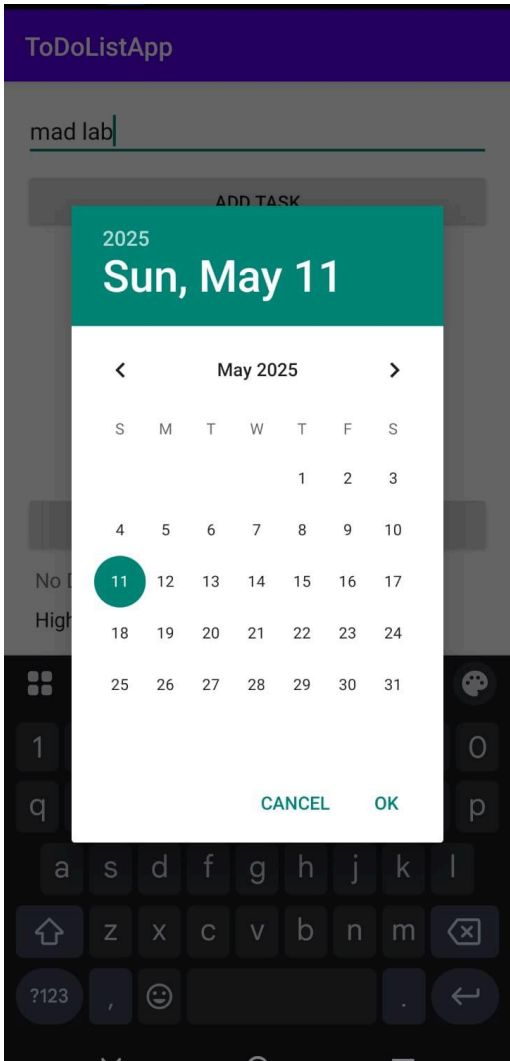 ToDoListApp
mad lab
ADD TASK
2025
Sun, May 11
May 2025
S M T W T F S
1 2 3
4 5 6 7 8 9 10
11 12 13 14 15 16 17
18 19 20 21 22 23 24
25 26 27 28 29 30 31
No
High
CANCEL OK
1 0
q p
a s d f g h j k l
z x c v b n m
?123 , .